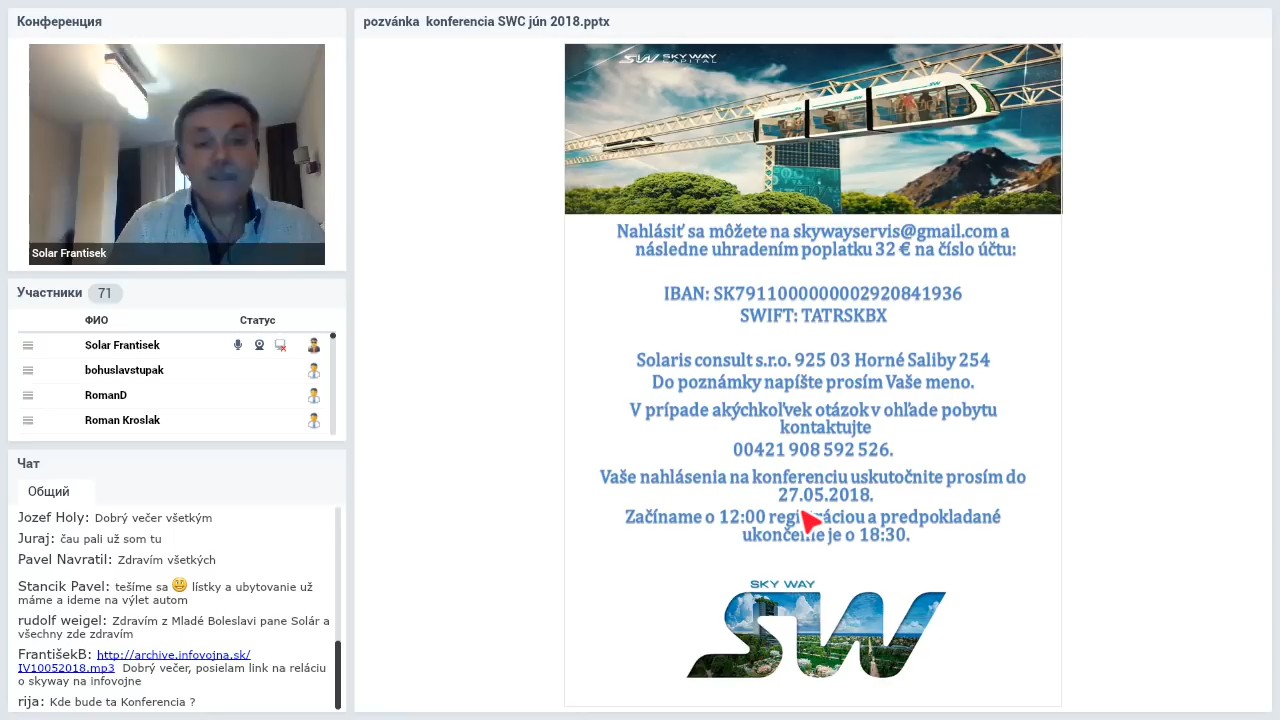 Конференция
Solar Frantisek
Участники 71
ФИО Статус
Solar Frantisek
bohuslavstupak
RomanD
Roman Kroslak
Чат
Общий
Jozef Holy: Dobrý večer všetkým
Juraj: čau pali už som tu
Pavel Navratil: Zdravím všetkých
Stancik Pavel: tešíme sa lístky a ubytovanie už
máme a ideme na výlet autom
rudolf weigel: Zdravím z Mladé Boleslavi pane Solár a
všechny zde zdravím
FrantišekB: http://archive.infovojna.sk/
IV10052018.mp3 Dobrý večer, posielam link na reláciu
o skyway na infovojne
rija: Kde bude ta Konferencia ?
pozvánka konferencia SWC jún 2018.pptx
SW SKY WAY
CAPITAL
Nahlásiť sa môžete na skywayservis@gmail.com a
následne uhradením poplatku 32 € na číslo účtu:
IBAN: SK7911000000002920841936
SWIFT: TATRSKBX
Solaris consult s.r.o. 925 03 Horné Saliby 254
Do poznámky napíšte prosím Vaše meno.
V prípade akýchkoľvek otázok v ohľade pobytu
kontaktujte
00421 908 592 526.
Vaše nahlásenia na konferenciu uskutočnite prosím do
27.05.2018.
Začíname o 12:00 registráciou a predpokladané
ukončenie je o 18:30.
SKY WAY
SW